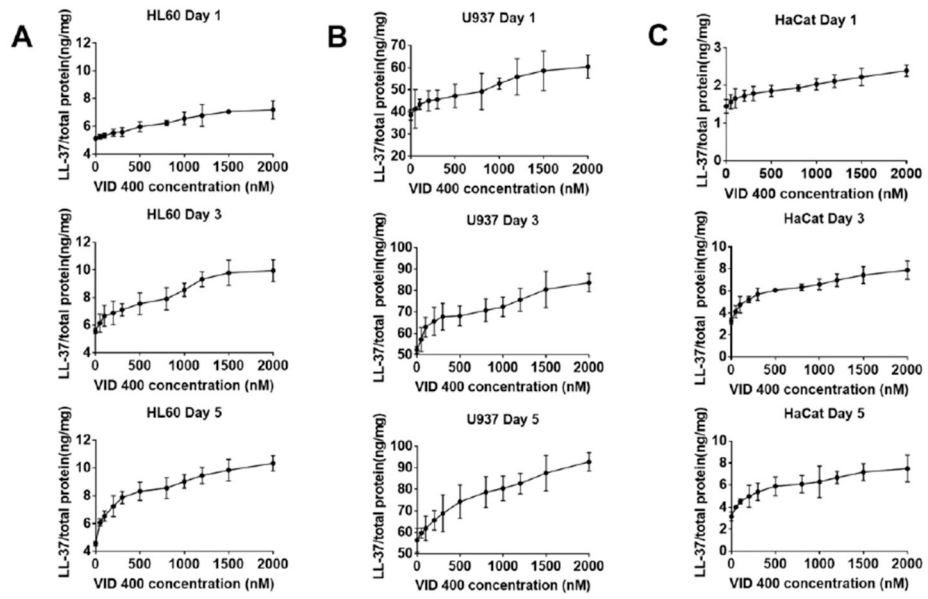 A
HL60 Day 1
LL-37/total protein(ng/mg)
12
10
8
6
4
0 500 1000 1500 2000
VID 400 concentration (nM)
HL60 Day 3
LL-37/total protein(ng/mg)
12
10
8
6
4
0 500 1000 1500 2000
VID 400 concentration (nM)
HL60 Day 5
LL-37/total protein(ng/mg)
12
10
8
6
4
0 500 1000 1500 2000
VID 400 concentration (nM)
B
U937 Day 1
LL-37/total protein(ng/mg)
70
60
50
40
30
20
0 500 1000 1500 2000
VID 400 concentration (nM)
U937 Day 3
LL-37/total protein(ng/mg)
100
90
80
70
60
50
0 500 1000 1500 2000
VID 400 concentration (nM)
U937 Day 5
LL-37/total protein(ng/mg)
100
90
80
70
60
50
0 500 1000 1500 2000
VID 400 concentration (nM)
C
HaCat Day 1
LL-37/total protein(ng/mg)
3
2
1
0
0 500 1000 1500 2000
VID 400 concentration (nM)
HaCat Day 3
LL-37/total protein(ng/mg)
10
8
6
4
2
0
0 500 1000 1500 2000
VID 400 concentration (nM)
HaCat Day 5
LL-37/total protein(ng/mg)
10
8
6
4
2
0
0 500 1000 1500 2000
VID 400 concentration (nM)